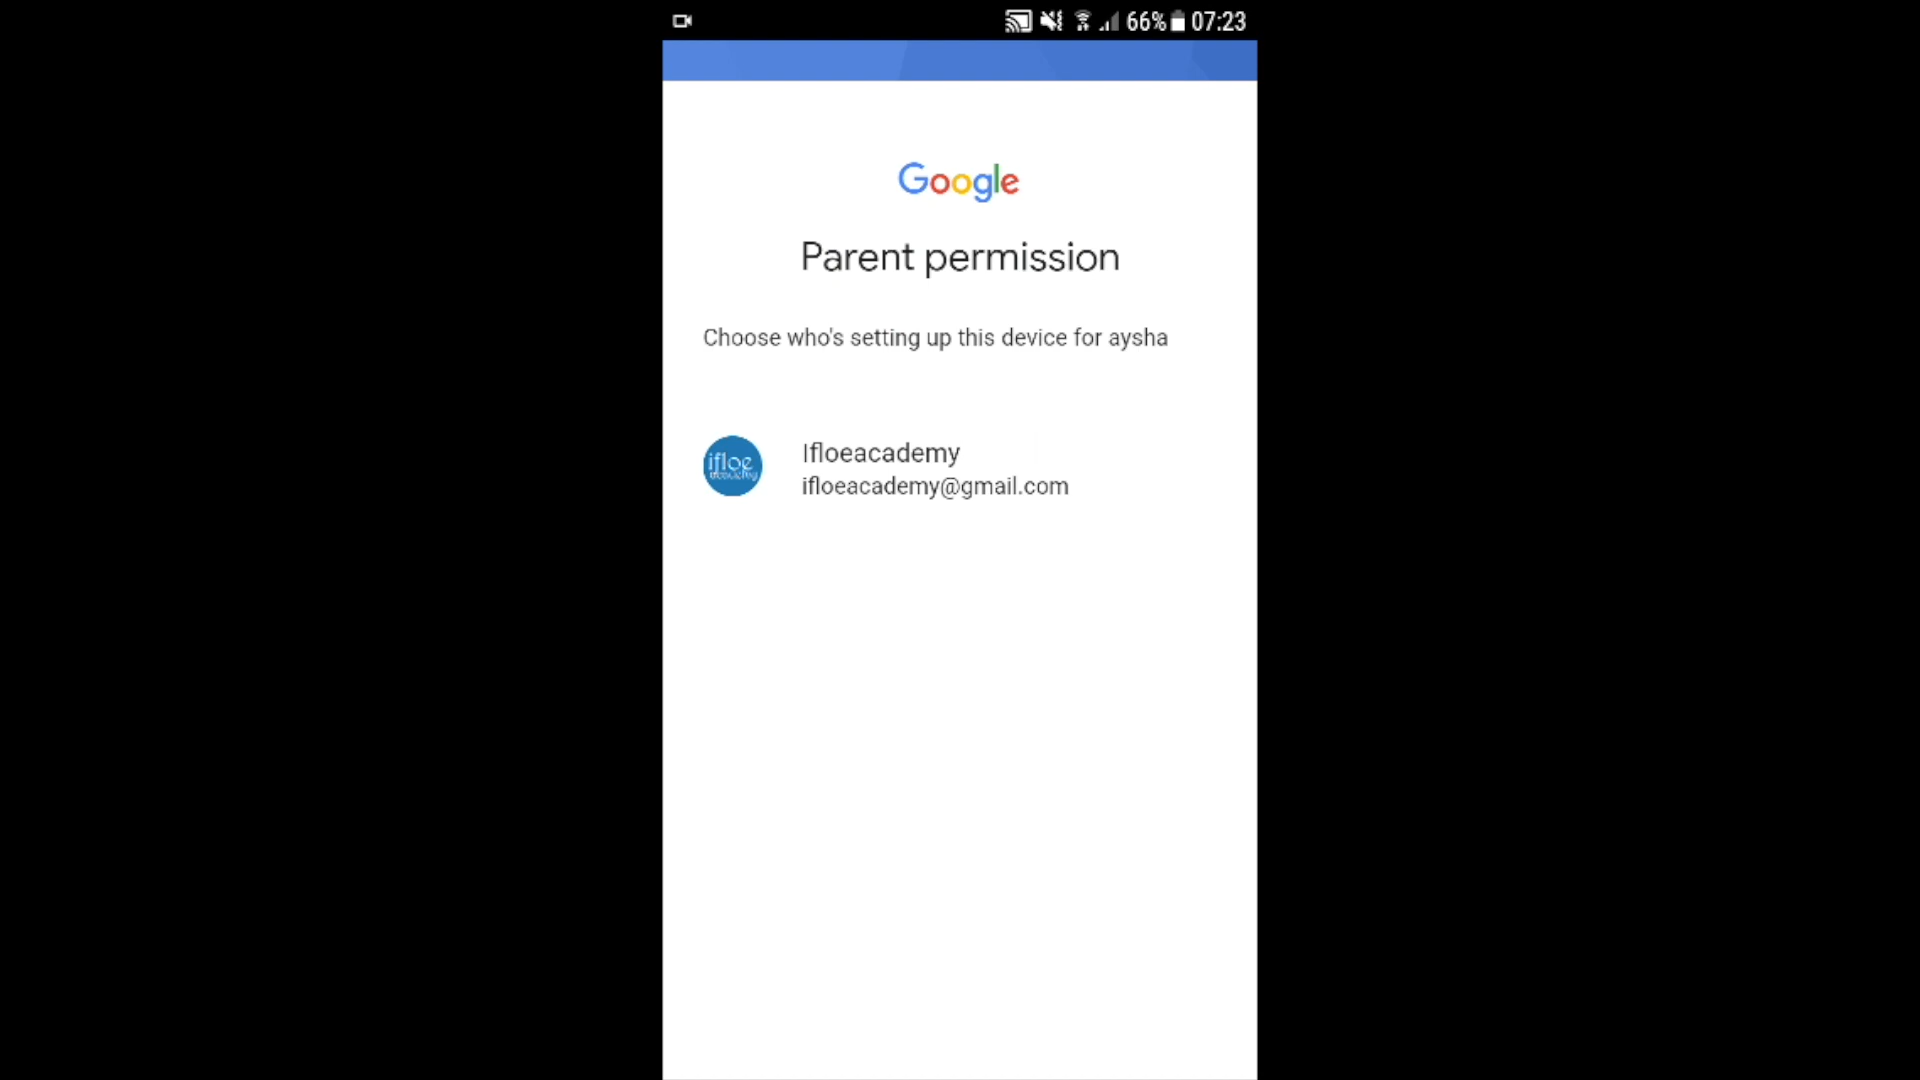 66% 07:23
Google
Parent permission
Choose who's setting up this device for aysha
ifloe
academy
Ifloeacademy
ifloeacademy@gmail.com